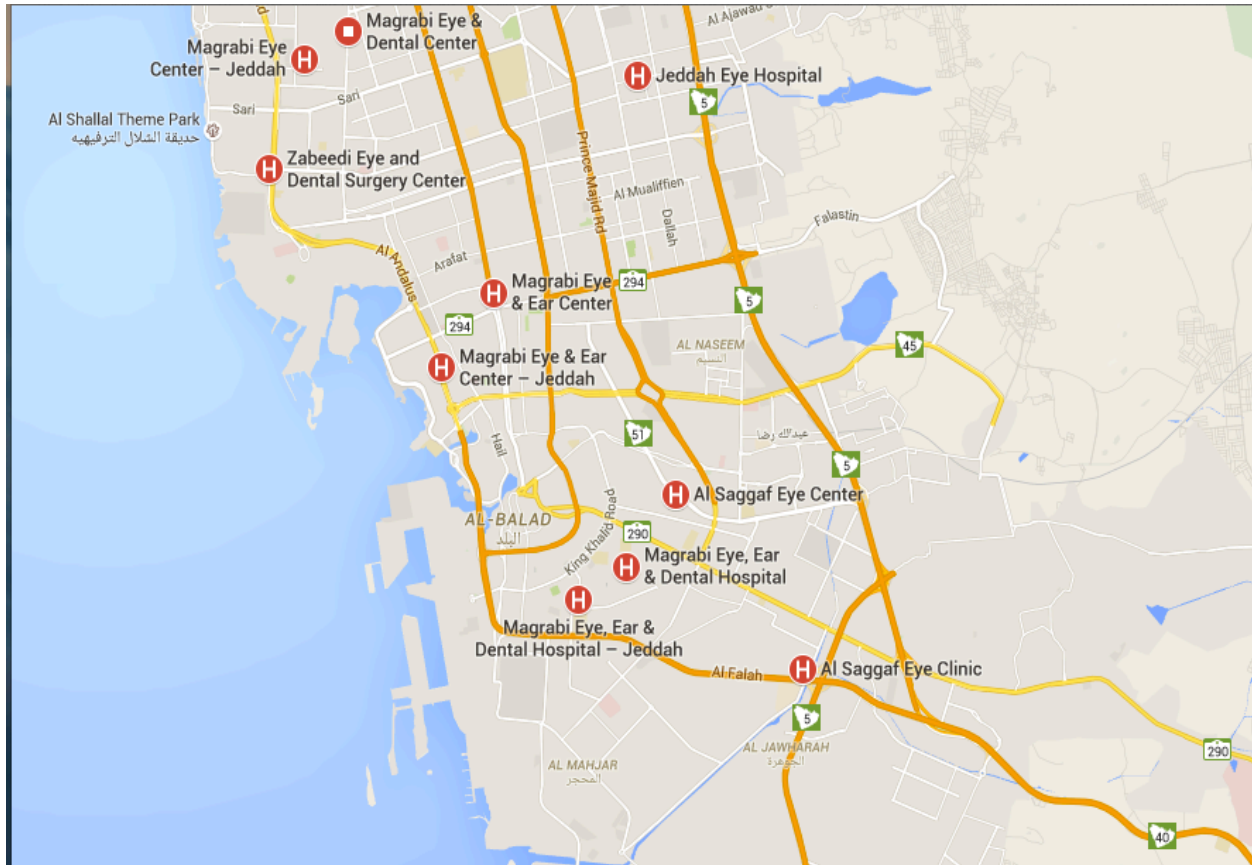 Magrabi Eye &
Dental Center
Al Ajawad
Magrabi Eye
Center – Jeddah
H
H
Jeddah Eye Hospital
5
Sari
Sari
Al Shallal Theme Park
حديقة الشلال الترفيهيه
Prince Majid Rd
H
Zabeedi Eye and
Dental Surgery Center
Al Mualiffien
Dallah
Falastin
Al Andalus
Arafat
H
Magrabi Eye
& Ear Center
294
5
294
AL NASEEM
النسيم
45
H
Magrabi Eye & Ear
Center – Jeddah
Hail
51
عبدالله رضا
5
H
Al Saggaf Eye Center
AL-BALAD
البلد
King Khalid Road
290
H
Magrabi Eye, Ear
& Dental Hospital
H
Magrabi Eye, Ear &
Dental Hospital – Jeddah
Al Falah
H
Al Saggaf Eye Clinic
5
AL JAWHARAH
الجوهرة
290
AL MAHJAR
المحجر
40